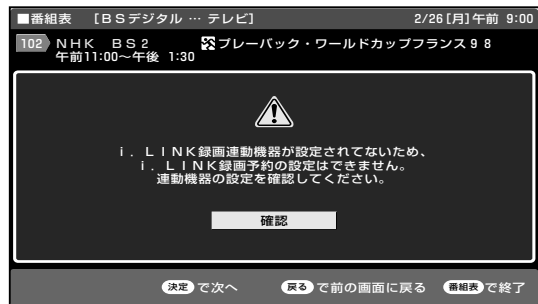 ■番組表 [BSデジタル … テレビ] 2/26[月]午前 9:00
102 NHK BS2 プレーバック・ワールドカップフランス98
午前11:00〜午後 1:30
i.LINK録画連動機器が設定されてないため、
i.LINK録画予約の設定はできません。
連動機器の設定を確認してください。
確認
決定 で次へ 戻る で前の画面に戻る 番組表 で終了